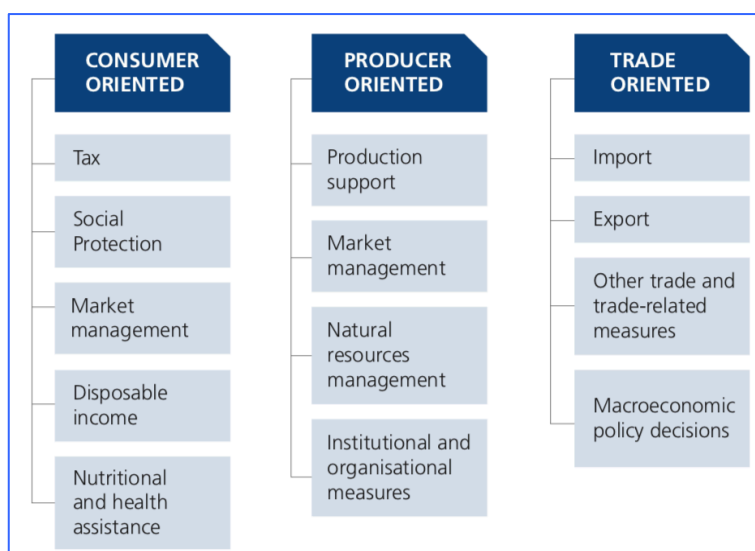 CONSUMER
ORIENTED
Tax
Social
Protection
Market
management
Disposable
income
Nutritional
and health
assistance
PRODUCER
ORIENTED
Production
support
Market
management
Natural
resources
management
Institutional and
organisational
measures
TRADE
ORIENTED
Import
Export
Other trade and
trade-related
measures
Macroeconomic
policy decisions